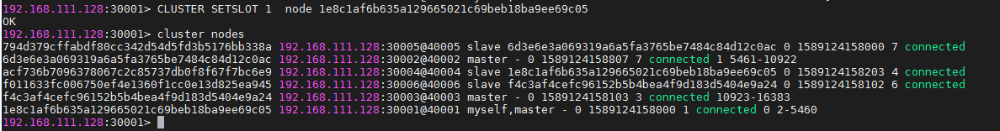 192.168.111.128:30001> CLUSTER SETSLOT 1  node 1e8c1af6b635a129665021c69beb18ba9ee69c05
OK
192.168.111.128:30001> cluster nodes
794d379cffabdf80cc342d54d5fd3b5176bb338a 192.168.111.128:30005@40005 slave 6d3e6e3a069319a6a5fa3765be7484c84d12c0ac 0 1589124158000 7 connected
6d3e6e3a069319a6a5fa3765be7484c84d12c0ac 192.168.111.128:30002@40002 master - 0 1589124158807 7 connected 1 5461-10922
acf736b7096378067c2c85737db0f8f67f7bc6e9 192.168.111.128:30004@40004 slave 1e8c1af6b635a129665021c69beb18ba9ee69c05 0 1589124158203 4 connected
f011633fc006750ef4e1360f1cc0e13d825ea945 192.168.111.128:30006@40006 slave f4c3af4cefc96152b5b4bea4f9d183d5404e9a24 0 1589124158102 6 connected
f4c3af4cefc96152b5b4bea4f9d183d5404e9a24 192.168.111.128:30003@40003 master - 0 1589124158103 3 connected 10923-16383
1e8c1af6b635a129665021c69beb18ba9ee69c05 192.168.111.128:30001@40001 myself,master - 0 1589124158000 1 connected 0 2-5460
192.168.111.128:30001>